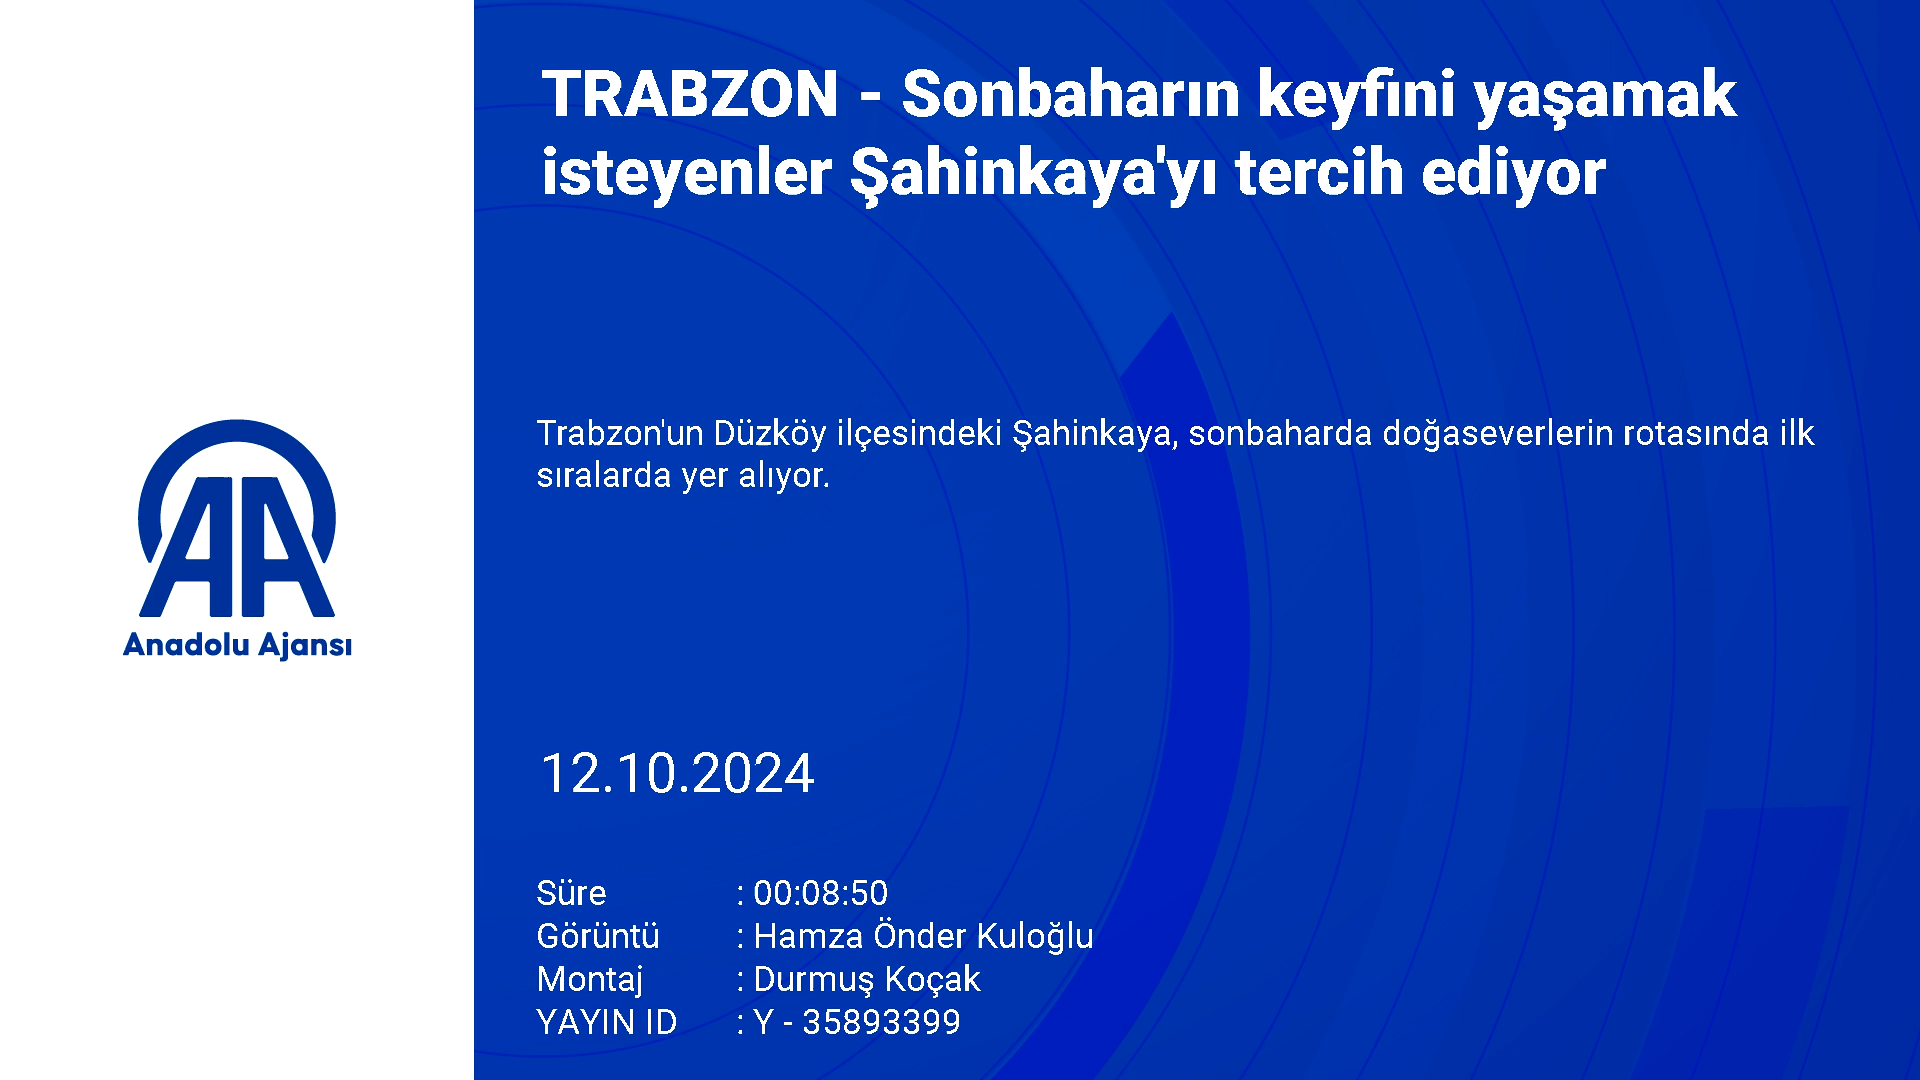 TRABZON - Sonbaharın keyfini yaşamak
isteyenler Şahinkaya'yı tercih ediyor
Trabzon'un Düzköy ilçesindeki Şahinkaya, sonbaharda doğaseverlerin rotasında ilk
sıralarda yer alıyor.
AA
Anadolu Ajansı
12.10.2024
Süre : 00:08:50
Görüntü : Hamza Önder Kuloğlu
Montaj : Durmuş Koçak
YAYIN ID : Y - 35893399